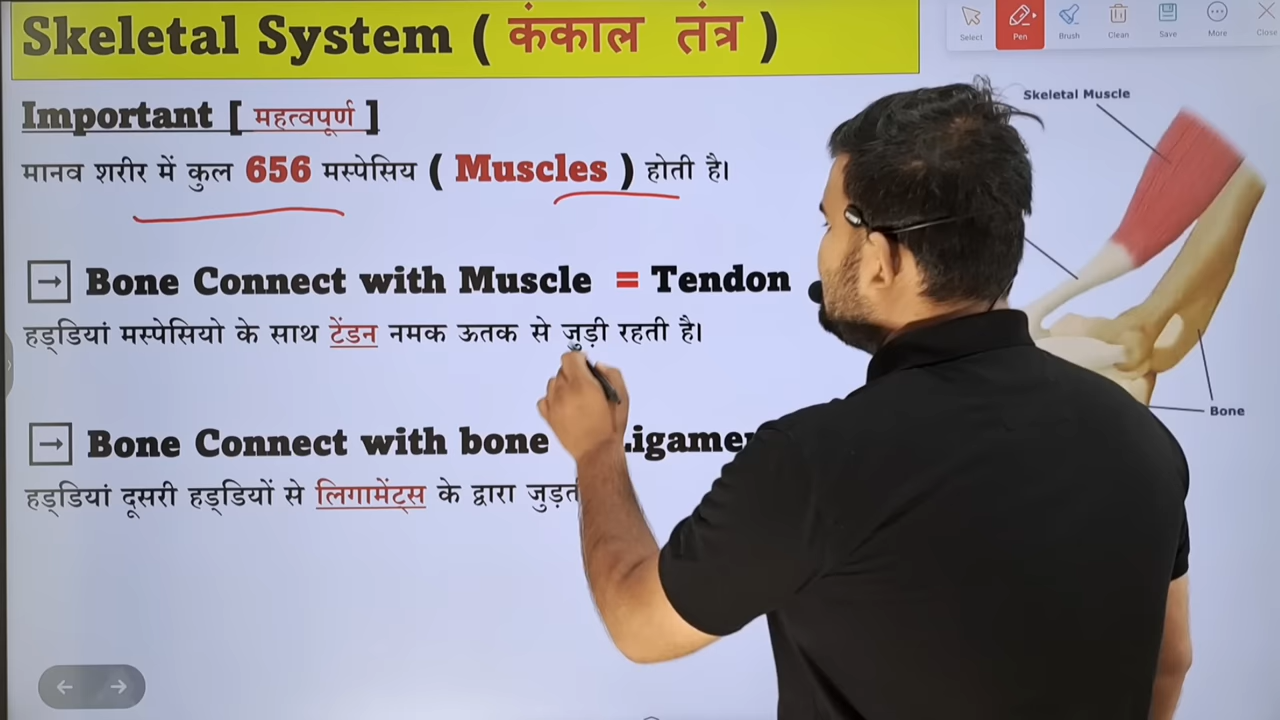 Skeletal System ( कंकाल तंत्र )
Select
Pen
Brush
Clean
Save
More
Close
Important [ महत्वपूर्ण ]
Skeletal Muscle
मानव शरीर में कुल 656 मस्पेसिय ( Muscles ) होती है।
→ Bone Connect with Muscle = Tendon
हड्डियां मस्पेसियो के साथ टेंडन नमक ऊतक से जुड़ी रहती है।
Bone
→ Bone Connect with bone
हड्डियां दूसरी हड्डियों से लिगामेंट्स के द्वारा